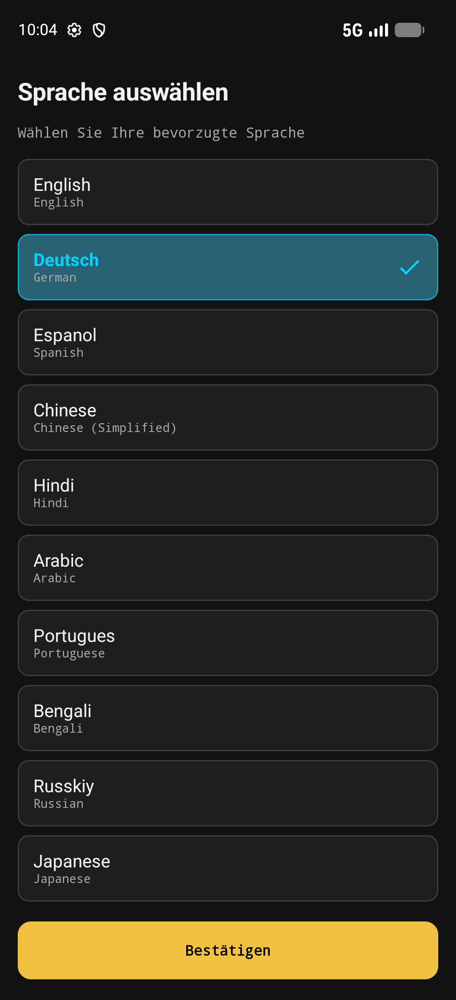 10:04
5G
Sprache auswählen
Wählen Sie Ihre bevorzugte Sprache
English
English
Deutsch
German
Espanol
Spanish
Chinese
Chinese (Simplified)
Hindi
Hindi
Arabic
Arabic
Portugues
Portuguese
Bengali
Bengali
Russkiy
Russian
Japanese
Japanese
Bestätigen